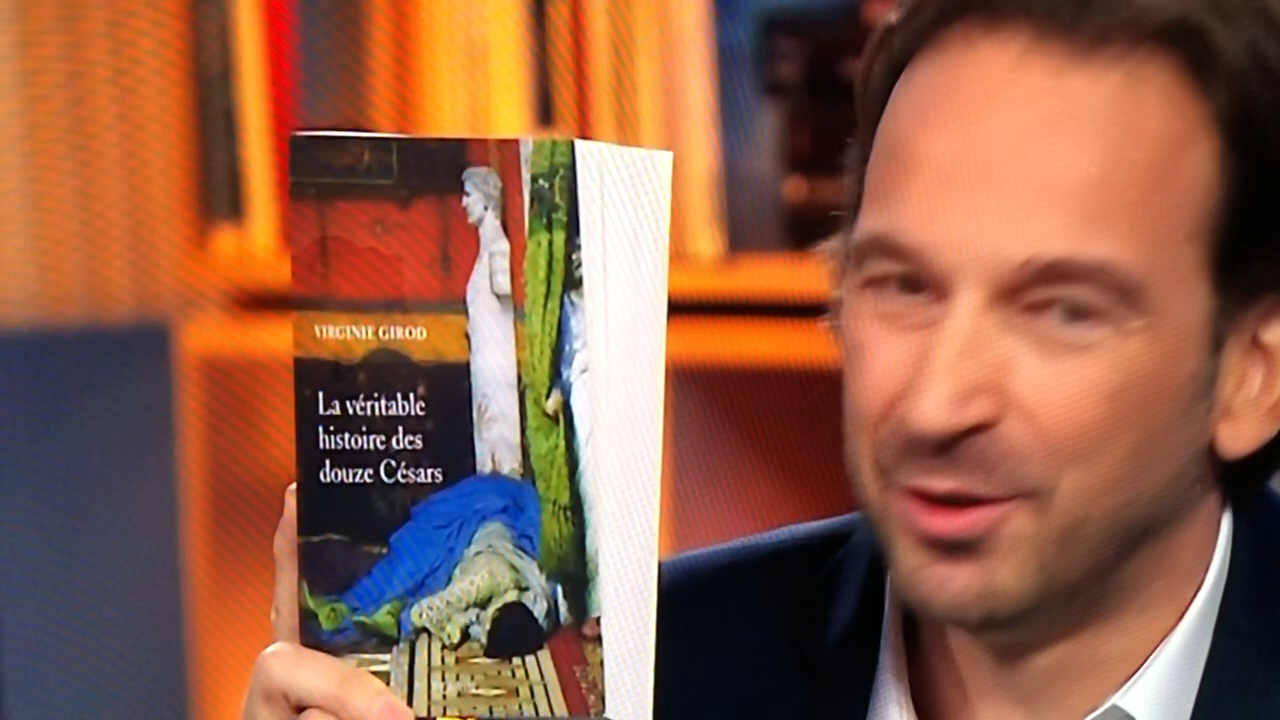 VIRGINIE GIROD
La véritable
histoire des
douze Césars